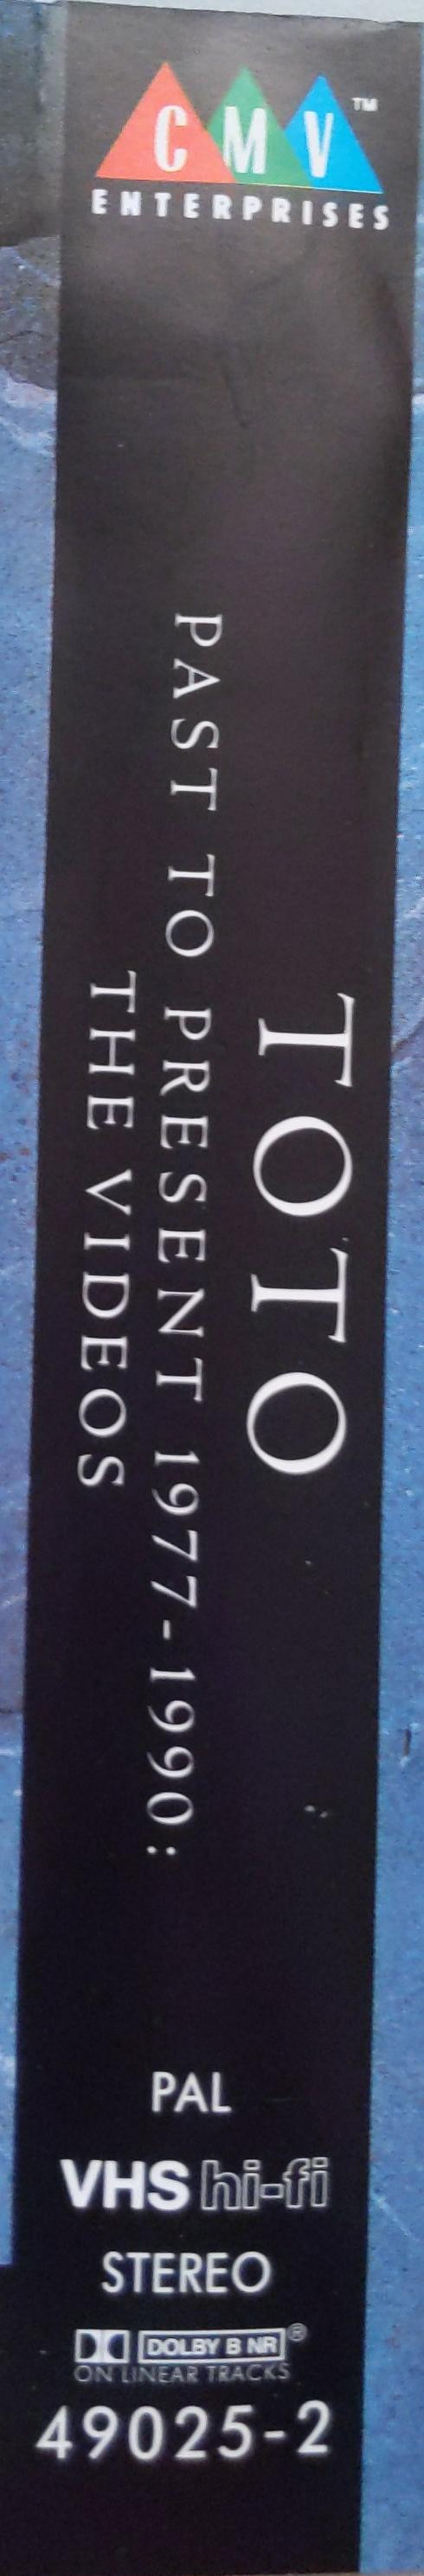 CMV™
ENTERPRISES
TOTO
PAST TO PRESENT 1977-1990:
THE VIDEOS
PAL
VHS hi-fi
STEREO
DOLBY B NR®
ON LINEAR TRACKS
49025-2